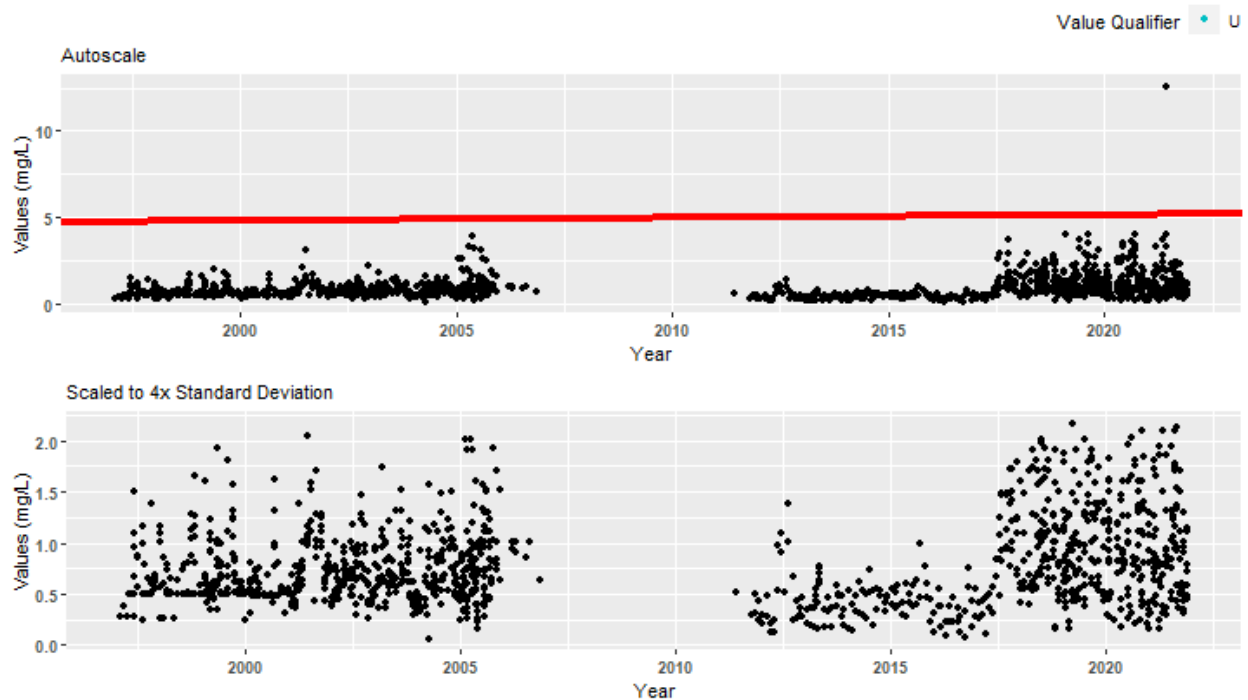 Value Qualifier U
Autoscale
Values (mg/L)
10
5
0
2000 2005 2010 2015 2020
Year
Scaled to 4x Standard Deviation
Values (mg/L)
2.0
1.5
1.0
0.5
0.0
2000 2005 2010 2015 2020
Year